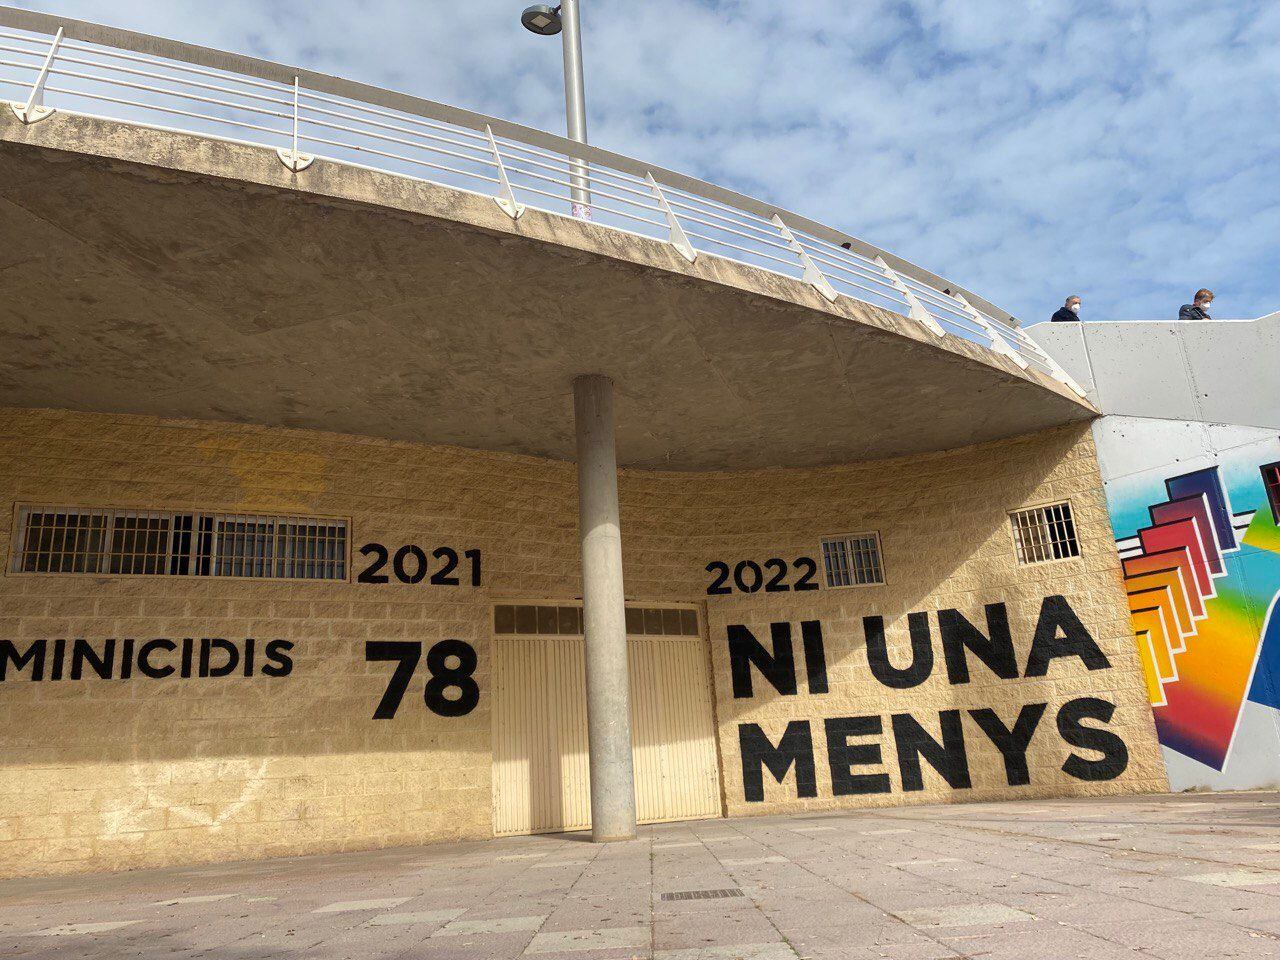 2021
MINICIDIS
78
2022
NI UNA
MENYS